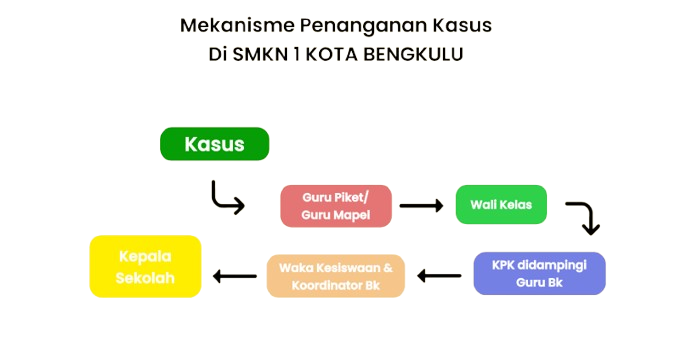 Mekanisme Penanganan Kasus
Di SMKN 1 KOTA BENGKULU
Kasus
Guru Piket/
Guru Mapel
Wali Kelas
KPK didampingi
Guru Bk
Waka Kesiswaan &
Koordinator Bk
Kepala
Sekolah